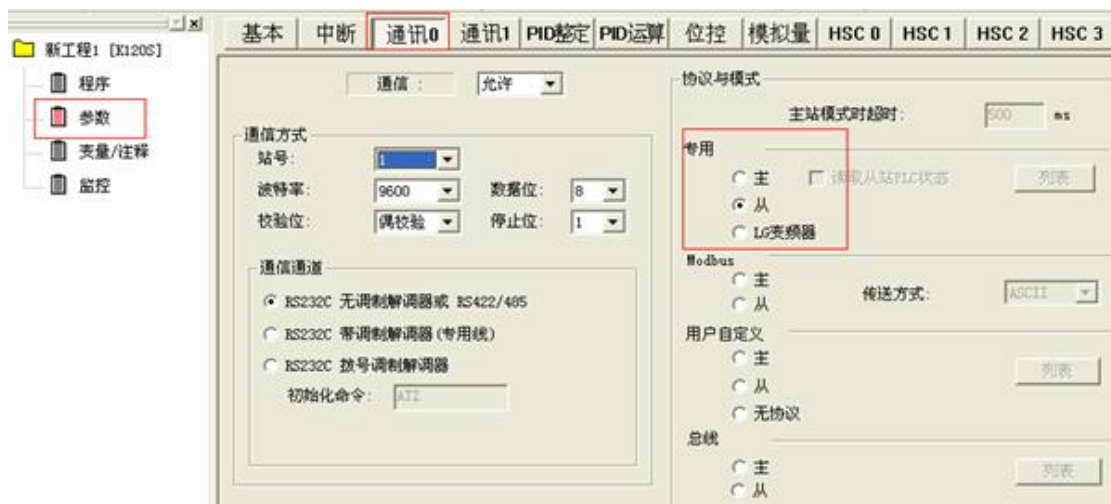 新工程1 [K120S]
程序
参数
变量/注释
监控
基本 中断 通讯0 通讯1 PID整定 PID运算 位控 模拟量 HSC 0 HSC 1 HSC 2 HSC 3
通信 : 允许
通信方式
站号: 1
波特率: 9600 数据位: 8
校验位: 偶校验 停止位: 1
通信通道
RS232C 无调制解调器或 RS422/485
RS232C 带调制解调器(专用线)
RS232C 拨号调制解调器
初始化命令: ATZ
协议与模式
主站模式时超时: 500 ms
专用
主 读取从站PLC状态 列表
从
LG变频器
Modbus
主
从 传送方式: ASCII
用户自定义
主
从 列表
无协议
总线
主
从 列表